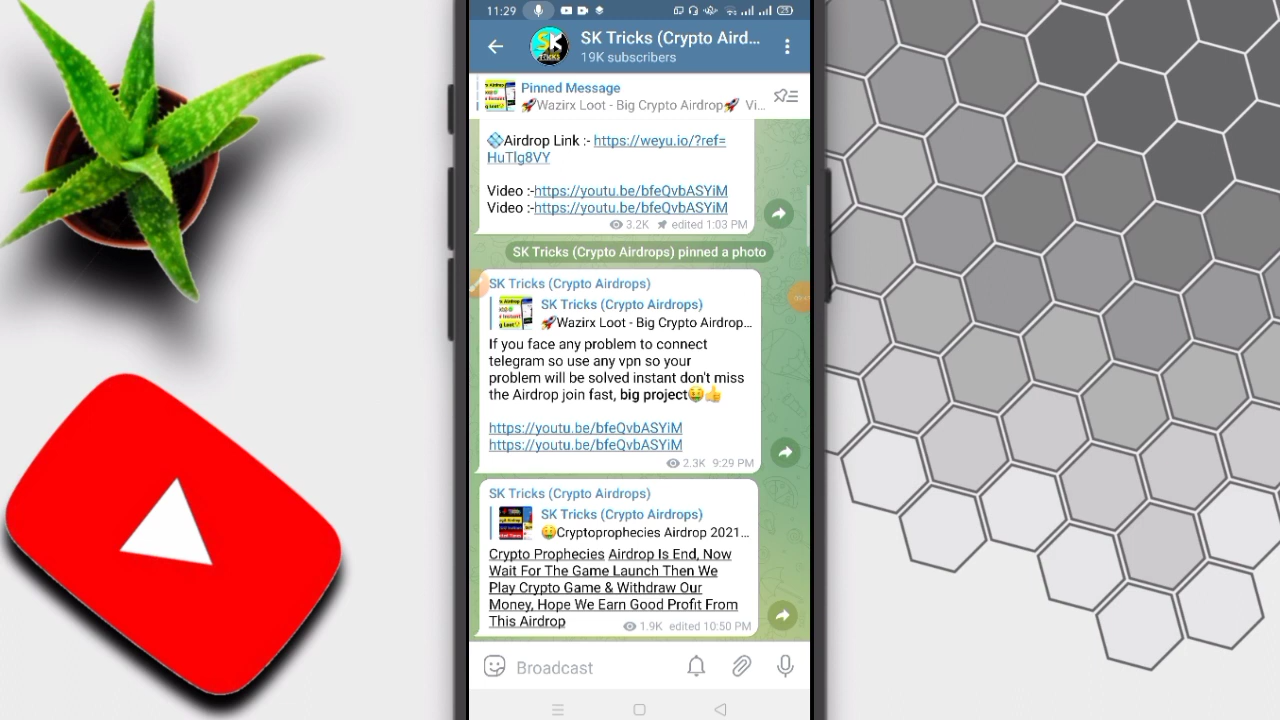 11:29
25
SK
TRICKS
SK Tricks (Crypto Aird...
19K subscribers
Pinned Message
🚀Wazirx Loot - Big Crypto Airdrop🚀 Vi...
💠Airdrop Link :- https://weyu.io/?ref=
HuTlg8VY
Video :-https://youtu.be/bfeQvbASYiM
Video :-https://youtu.be/bfeQvbASYiM
3.2K edited 1:03 PM
SK Tricks (Crypto Airdrops) pinned a photo
SK Tricks (Crypto Airdrops)
SK Tricks (Crypto Airdrops)
🚀Wazirx Loot - Big Crypto Airdrop...
If you face any problem to connect
telegram so use any vpn so your
problem will be solved instant don't miss
the Airdrop join fast, big project🤑👍
https://youtu.be/bfeQvbASYiM
https://youtu.be/bfeQvbASYiM
2.3K 9:29 PM
SK Tricks (Crypto Airdrops)
SK Tricks (Crypto Airdrops)
🤑Cryptoprophecies Airdrop 2021...
Crypto Prophecies Airdrop Is End, Now
Wait For The Game Launch Then We
Play Crypto Game & Withdraw Our
Money, Hope We Earn Good Profit From
This Airdrop
1.9K edited 10:50 PM
Broadcast